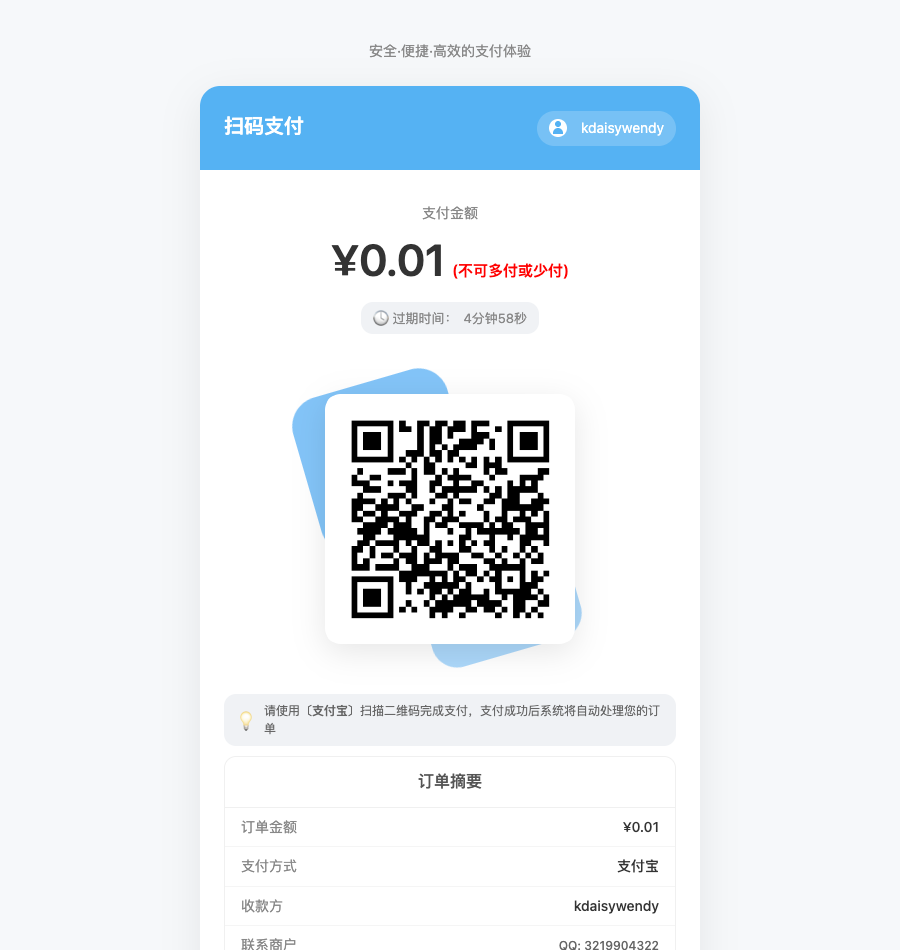 安全·便捷·高效的支付体验
扫码支付
kdaisywendy
支付金额
¥0.01 (不可多付或少付)
过期时间： 4分钟58秒
请使用〔支付宝〕扫描二维码完成支付，支付成功后系统将自动处理您的订
单
订单摘要
订单金额 ¥0.01
支付方式 支付宝
收款方 kdaisywendy
联系商户 QQ: 3219904322